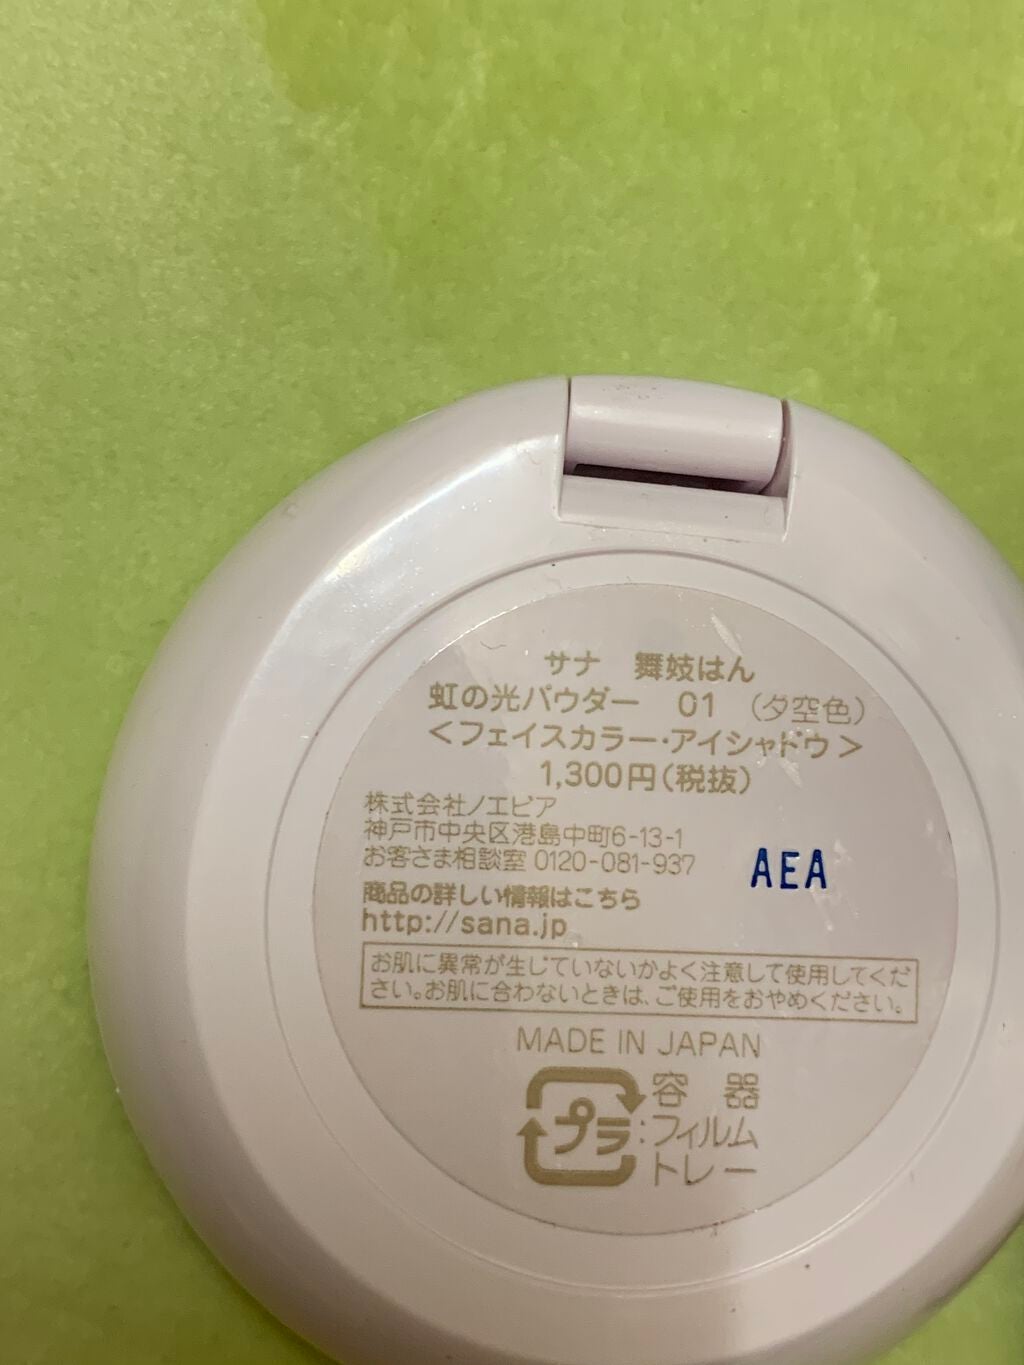 サナ 舞妓はん
虹の光パウダー 01 (夕空色)
<フェイスカラー・アイシャドウ>
1,300円(税抜)
株式会社ノエビア
神戸市中央区港島中町6-13-1
お客さま相談室 0120-081-937
AEA
商品の詳しい情報はこちら
http://sana.jp
お肌に異常が生じていないかよく注意して使用してくだ
さい。お肌に合わないときは、ご使用をおやめください。
MADE IN JAPAN
プラ:容器
フィルム
トレー